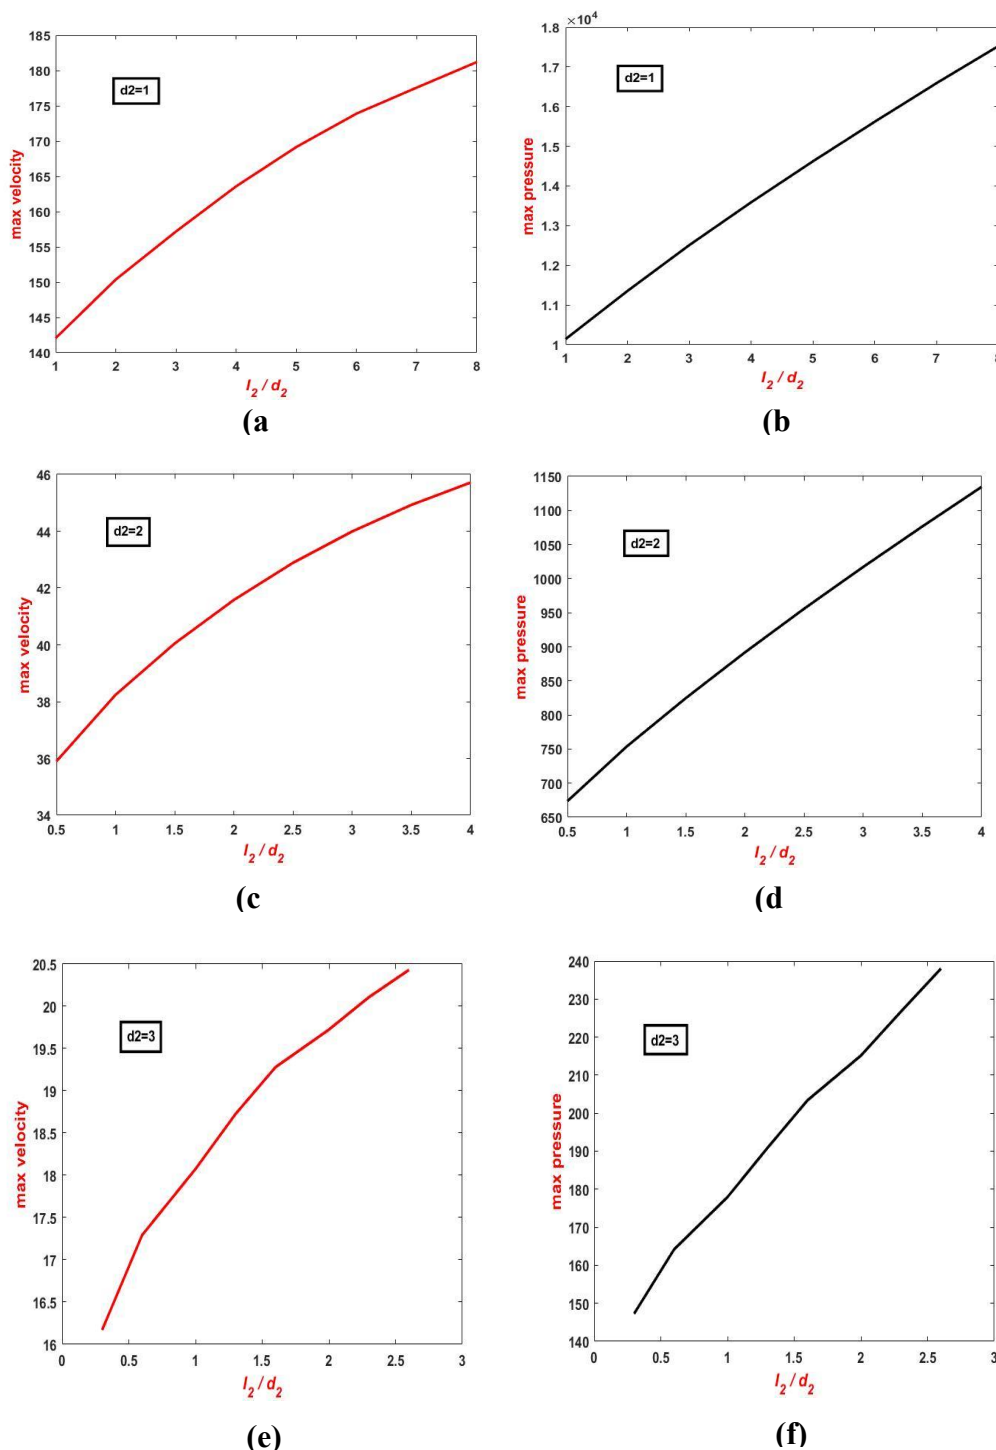 185
180
175
170
165
160
155
150
145
140
max velocity
d2=1
1 2 3 4 5 6 7 8
l2 / d2
(a
×10^4
1.8
1.7
1.6
1.5
1.4
1.3
1.2
1.1
1
max pressure
d2=1
1 2 3 4 5 6 7 8
l2 / d2
(b
46
44
42
40
38
36
34
max velocity
d2=2
0.5 1 1.5 2 2.5 3 3.5 4
l2 / d2
(c
1150
1100
1050
1000
950
900
850
800
750
700
650
max pressure
d2=2
0.5 1 1.5 2 2.5 3 3.5 4
l2 / d2
(d
20.5
20
19.5
19
18.5
18
17.5
17
16.5
16
max velocity
d2=3
0 0.5 1 1.5 2 2.5 3
l2 / d2
(e)
240
230
220
210
200
190
180
170
160
150
140
max pressure
d2=3
0 0.5 1 1.5 2 2.5 3
l2 / d2
(f)